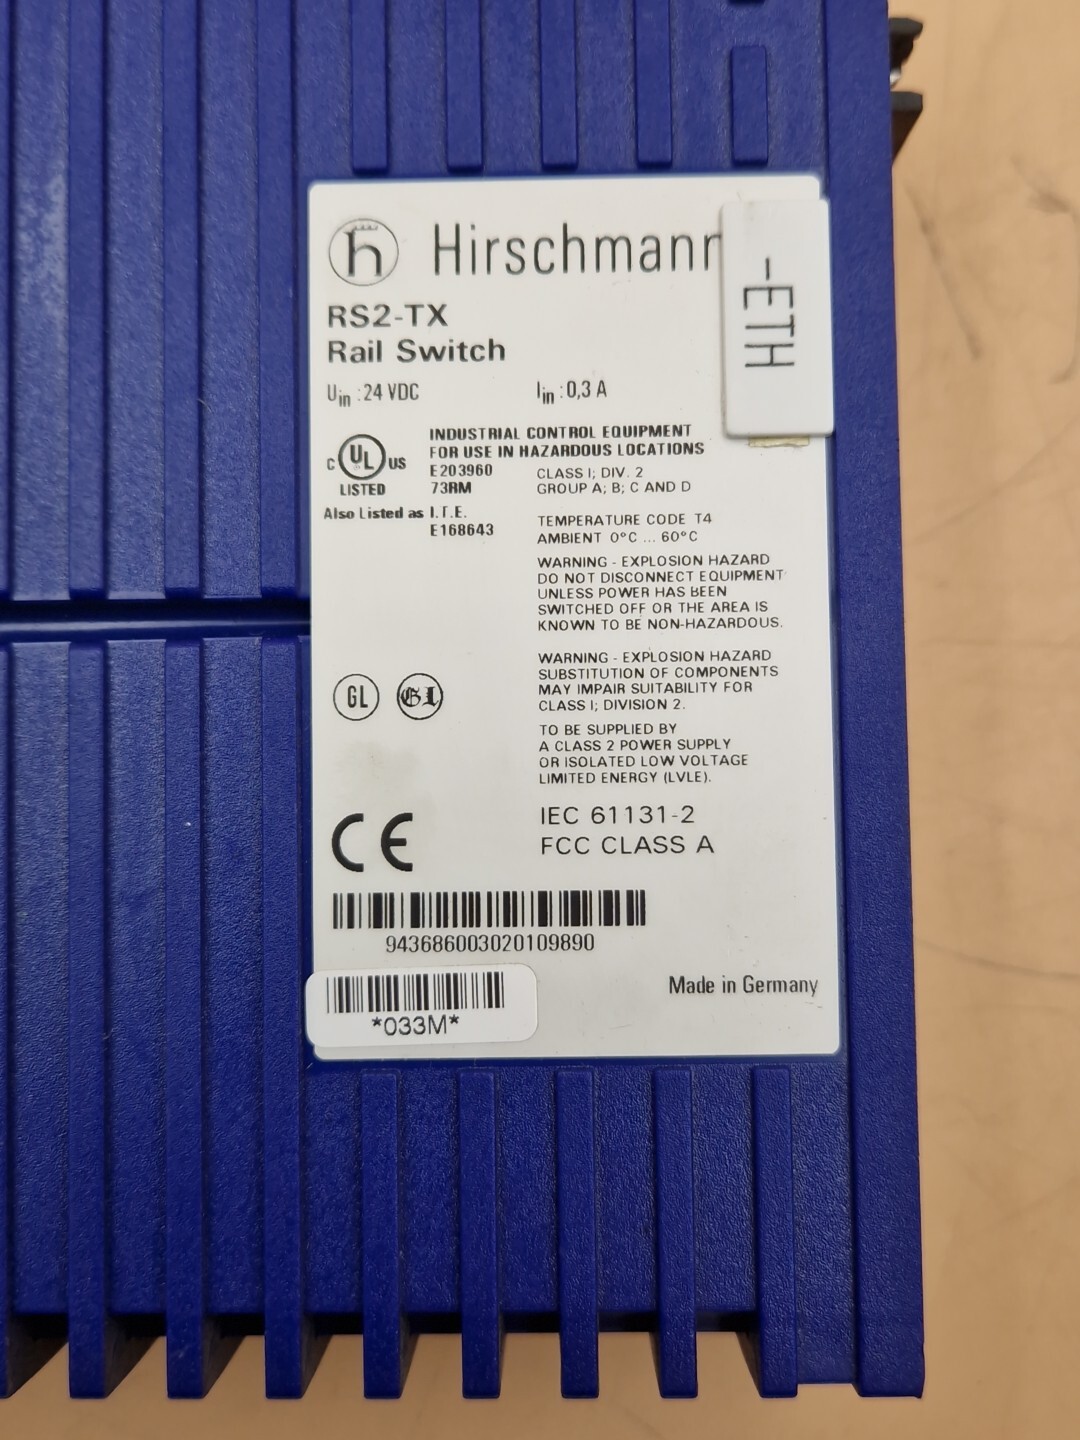 h Hirschmann
RS2-TX
Rail Switch
Uin : 24 VDC Iin : 0,3 A
-ETH
INDUSTRIAL CONTROL EQUIPMENT
FOR USE IN HAZARDOUS LOCATIONS
C UL US
LISTED
E203960
73RM
Also Listed as I.T.E.
E168643
CLASS I; DIV. 2
GROUP A; B; C AND D
TEMPERATURE CODE T4
AMBIENT 0°C ... 60°C
WARNING - EXPLOSION HAZARD
DO NOT DISCONNECT EQUIPMENT
UNLESS POWER HAS BEEN
SWITCHED OFF OR THE AREA IS
KNOWN TO BE NON-HAZARDOUS.
WARNING - EXPLOSION HAZARD
SUBSTITUTION OF COMPONENTS
MAY IMPAIR SUITABILITY FOR
CLASS I; DIVISION 2.
GL GL
TO BE SUPPLIED BY
A CLASS 2 POWER SUPPLY
OR ISOLATED LOW VOLTAGE
LIMITED ENERGY (LVLE).
CE
IEC 61131-2
FCC CLASS A
943686003020109890
Made in Germany
*033M*